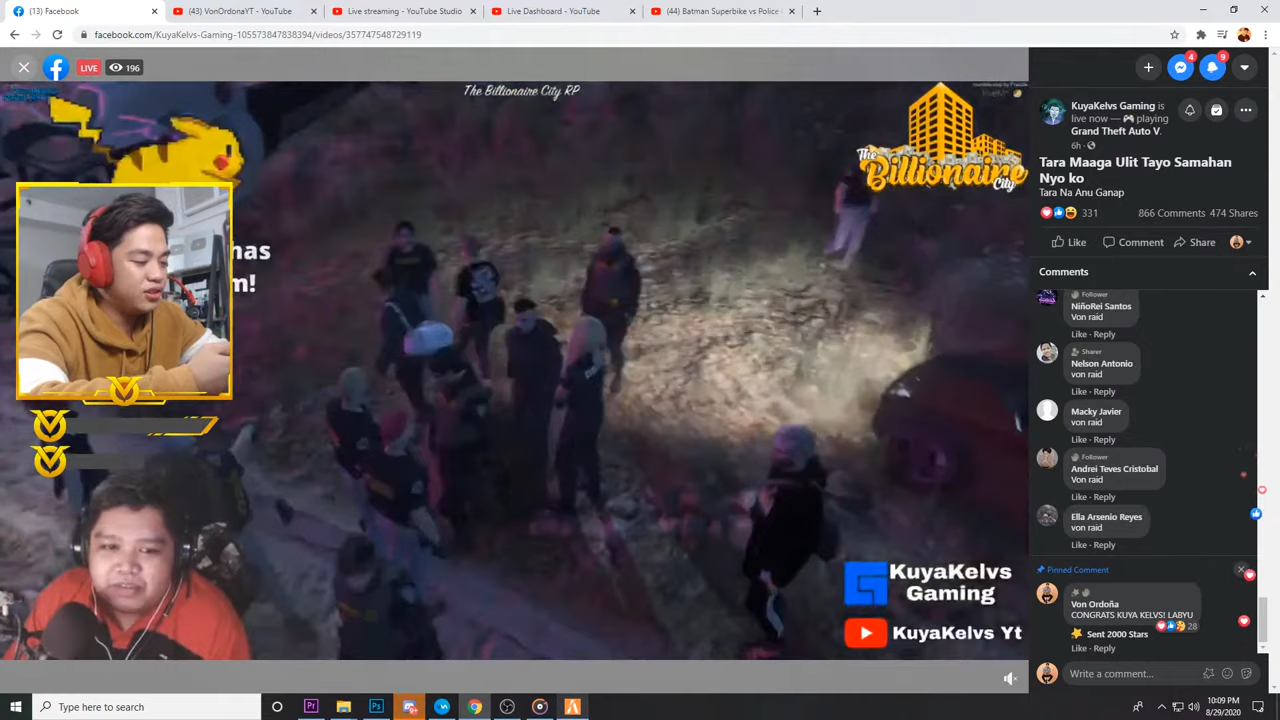 (13) Facebook
(43) VonOrdonaYT - YouTube
Live streaming - YouTube Studio
Live Dashboard - YouTube
(44) Batman Superbike vs Police
facebook.com/KuyaKelvs-Gaming-105573847838394/videos/357747548729119
LIVE
196
The Billionaire City RP
The
Billionaire
City
has
m!
KuyaKelvs
Gaming
KuyaKelvs Yt
4
9
KuyaKelvs Gaming is
live now — playing
Grand Theft Auto V.
6h
Tara Maaga Ulit Tayo Samahan
Nyo ko
Tara Na Anu Ganap
331
866 Comments 474 Shares
Like
Comment
Share
Comments
Follower
NiñoRei Santos
Von raid
Like - Reply
Sharer
Nelson Antonio
von raid
Like - Reply
Macky Javier
von raid
Like - Reply
Follower
Andrei Teves Cristobal
Von raid
Like - Reply
Ella Arsenio Reyes
von raid
Like - Reply
Pinned Comment
Von Ordoña
CONGRATS KUYA KELVS! LABYU
28
Sent 2000 Stars
Like - Reply
Write a comment...
Type here to search
Pr
Ps
10:09 PM
8/29/2020